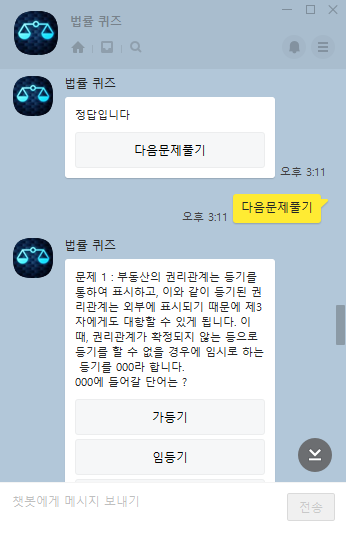 법률 퀴즈
법률 퀴즈
정답입니다
다음문제풀기
오후 3:11
다음문제풀기
오후 3:11
법률 퀴즈
문제 1 : 부동산의 권리관계는 등기를
통하여 표시하고, 이와 같이 등기된 권
리관계는 외부에 표시되기 때문에 제3
자에게도 대항할 수 있게 됩니다. 이
때, 권리관계가 확정되지 않는 등으로
등기를 할 수 없을 경우에 임시로 하는
등기를 000라 합니다.
000에 들어갈 단어는 ?
가등기
임등기
챗봇에게 메시지 보내기
전송